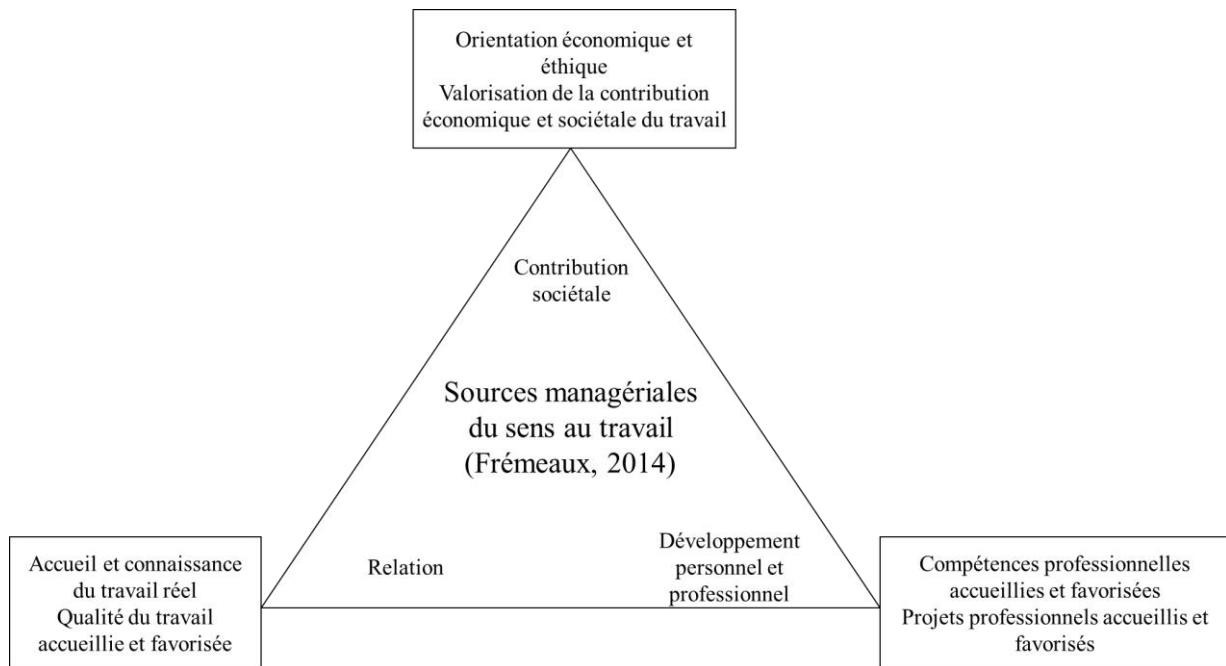 Orientation économique et
éthique
Valorisation de la contribution
économique et sociétale du travail
Contribution
sociétale
Sources managériales
du sens au travail
(Frémeaux, 2014)
Relation
Développement
personnel et
professionnel
Accueil et connaissance
du travail réel
Qualité du travail
accueillie et favorisée
Compétences professionnelles
accueillies et favorisées
Projets professionnels accueillis et
favorisés